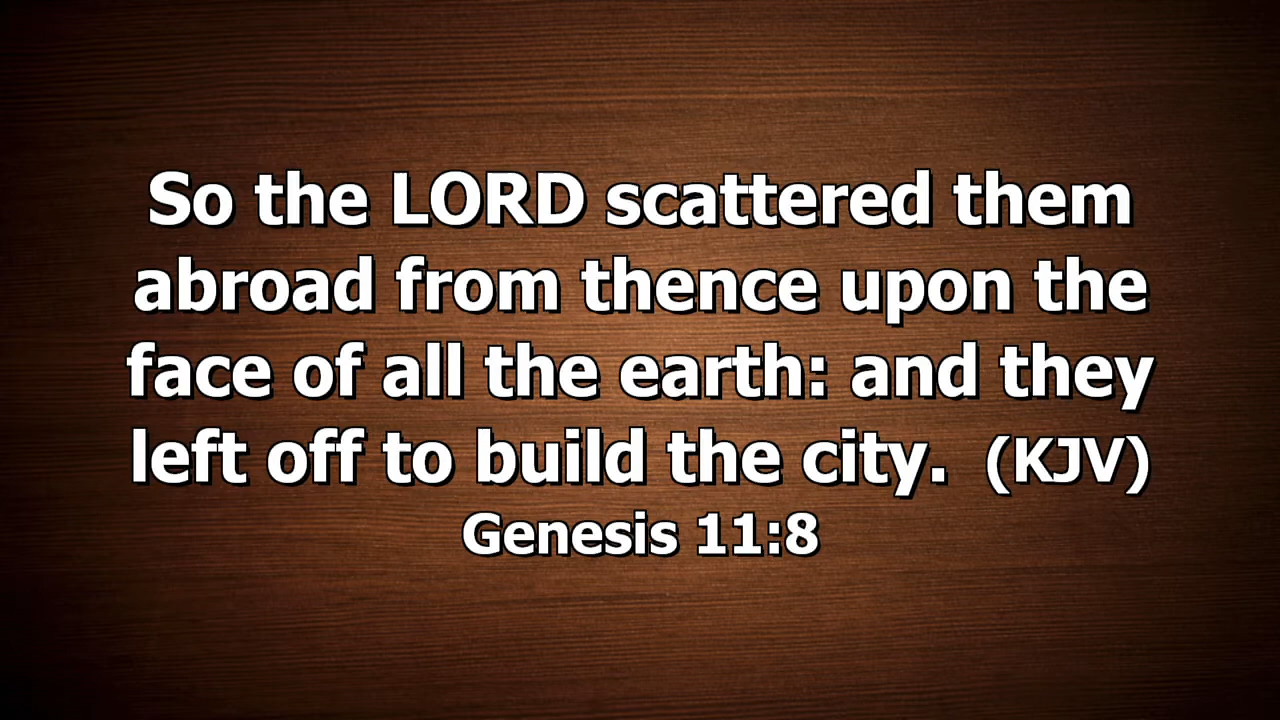 So the LORD scattered them
abroad from thence upon the
face of all the earth: and they
left off to build the city.  (KJV)
Genesis 11:8